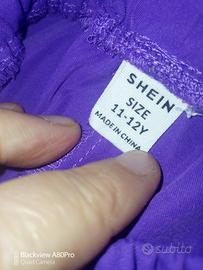 SHEIN
SIZE
11-12Y
MADE IN CHINA
Blackview A80Pro
Quad Camera
subito